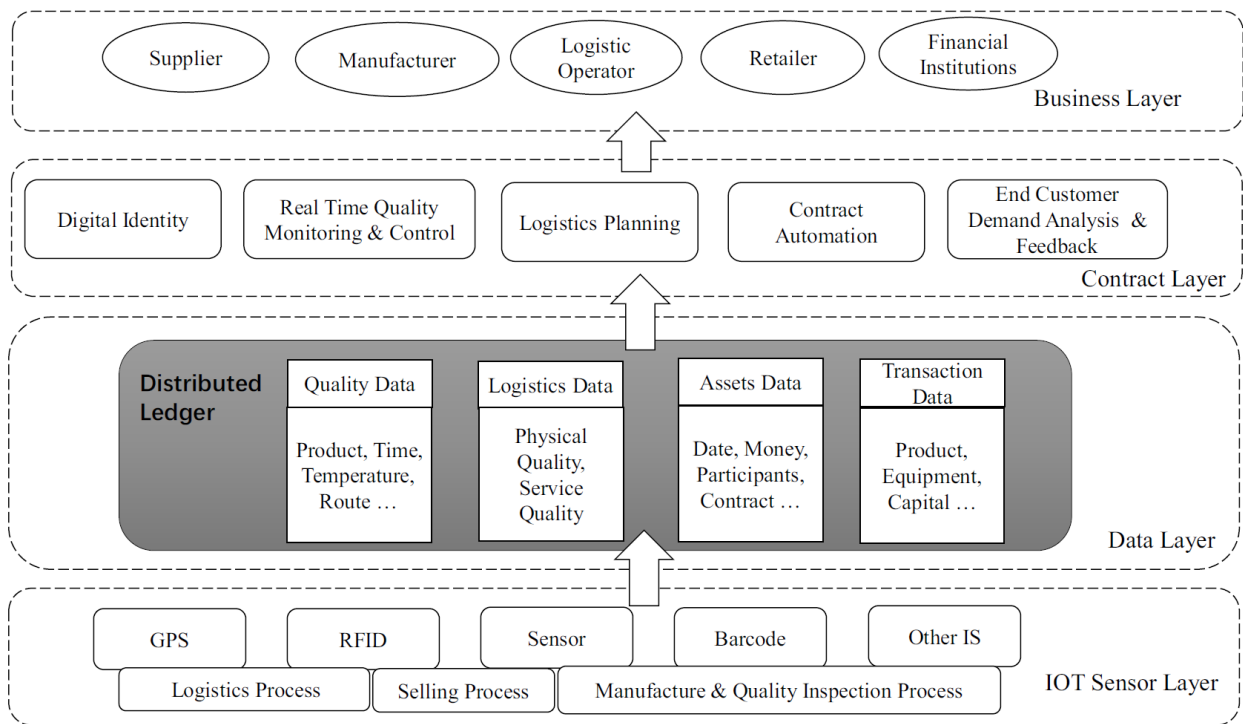 Supplier
Manufacturer
Logistic
Operator
Retailer
Financial
Institutions
Business Layer
Digital Identity
Real Time Quality
Monitoring & Control
Logistics Planning
Contract
Automation
End Customer
Demand Analysis &
Feedback
Contract Layer
Distributed
Ledger
Quality Data
Product, Time,
Temperature,
Route …
Logistics Data
Physical
Quality,
Service
Quality
Assets Data
Date, Money,
Participants,
Contract …
Transaction
Data
Product,
Equipment,
Capital …
Data Layer
GPS
RFID
Sensor
Barcode
Other IS
Logistics Process
Selling Process
Manufacture & Quality Inspection Process
IOT Sensor Layer